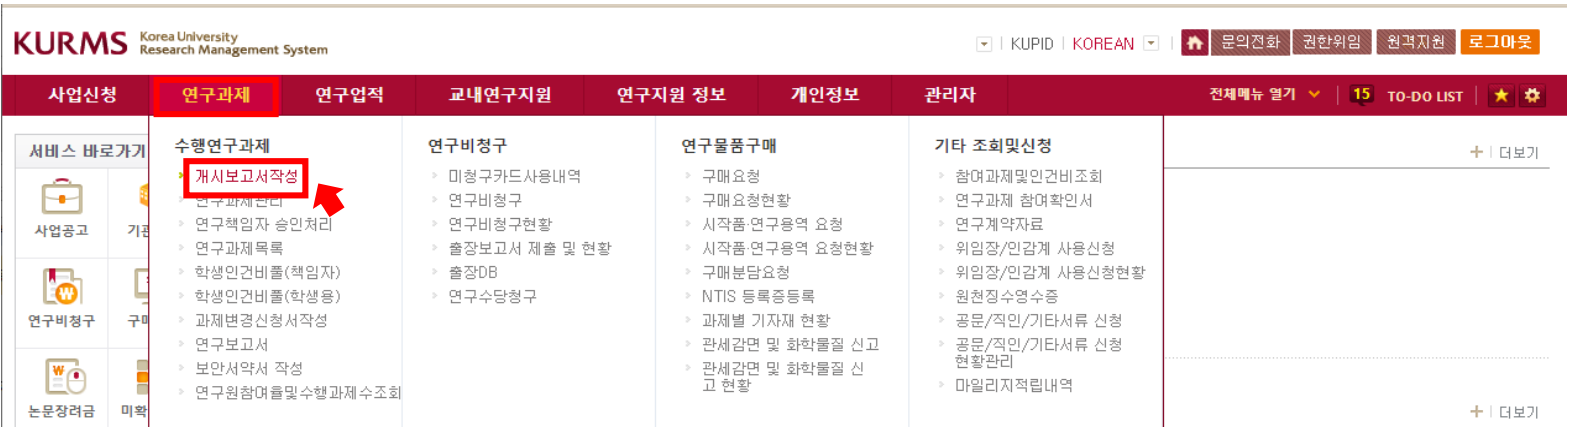 KURMS Korea University
Research Management System
KUPID KOREAN 문의전화 권한위임 원격지원 로그아웃
사업신청 연구과제 연구업적 교내연구지원 연구지원 정보 개인정보 관리자 전체메뉴 열기 15 TO-DO LIST
서비스 바로가기
사업공고
연구비청구
논문장려금
수행연구과제
개시보고서작성
연구과제관리
연구책임자 승인처리
연구과제목록
학생인건비풀(책임자)
학생인건비풀(학생용)
과제변경신청서작성
연구보고서
보안서약서 작성
연구원참여율및수행과제수조회
연구비청구
미청구카드사용내역
연구비청구
연구비청구현황
출장보고서 제출 및 현황
출장DB
연구수당청구
연구물품구매
구매요청
구매요청현황
시작품·연구용역 요청
시작품·연구용역 요청현황
구매분담요청
NTIS 등록증등록
과제별 기자재 현황
관세감면 및 화학물질 신고
관세감면 및 화학물질 신
고 현황
기타 조회및신청
참여과제및인건비조회
연구과제 참여확인서
연구계약자료
위임장/인감계 사용신청
위임장/인감계 사용신청현황
원천징수영수증
공문/직인/기타서류 신청
공문/직인/기타서류 신청
현황관리
마일리지적립내역
더보기
더보기